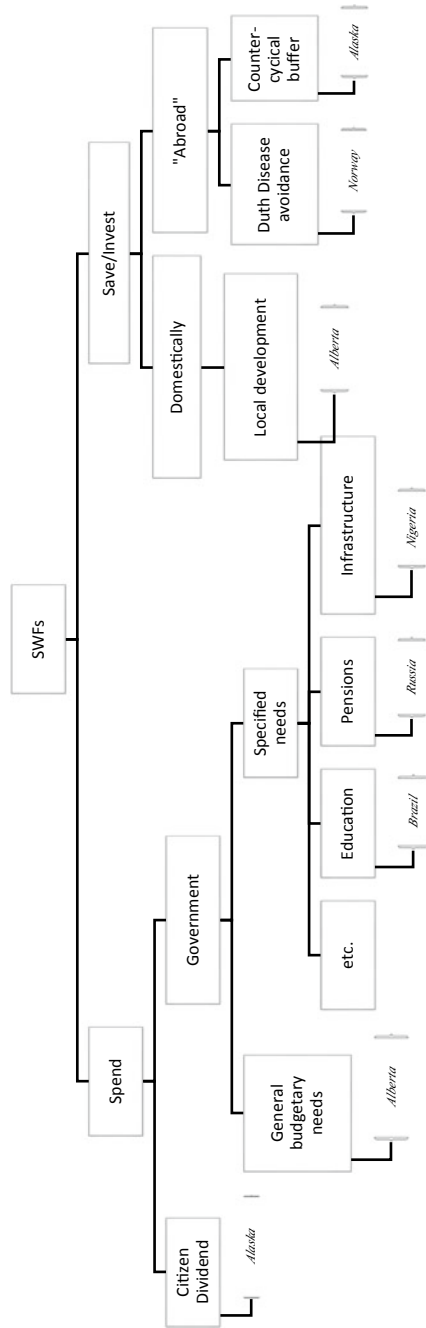 SWFs
Spend
Save/Invest
Citizen
Dividend
Government
Domestically
"Abroad"
General
budgetary
needs
Specified
needs
Local development
Duth Disease
avoidance
Counter-
cycical
buffer
etc.
Education
Pensions
Infrastructure
Alaska
Alberta
Brazil
Russia
Nigeria
Alberta
Norway
Alaska